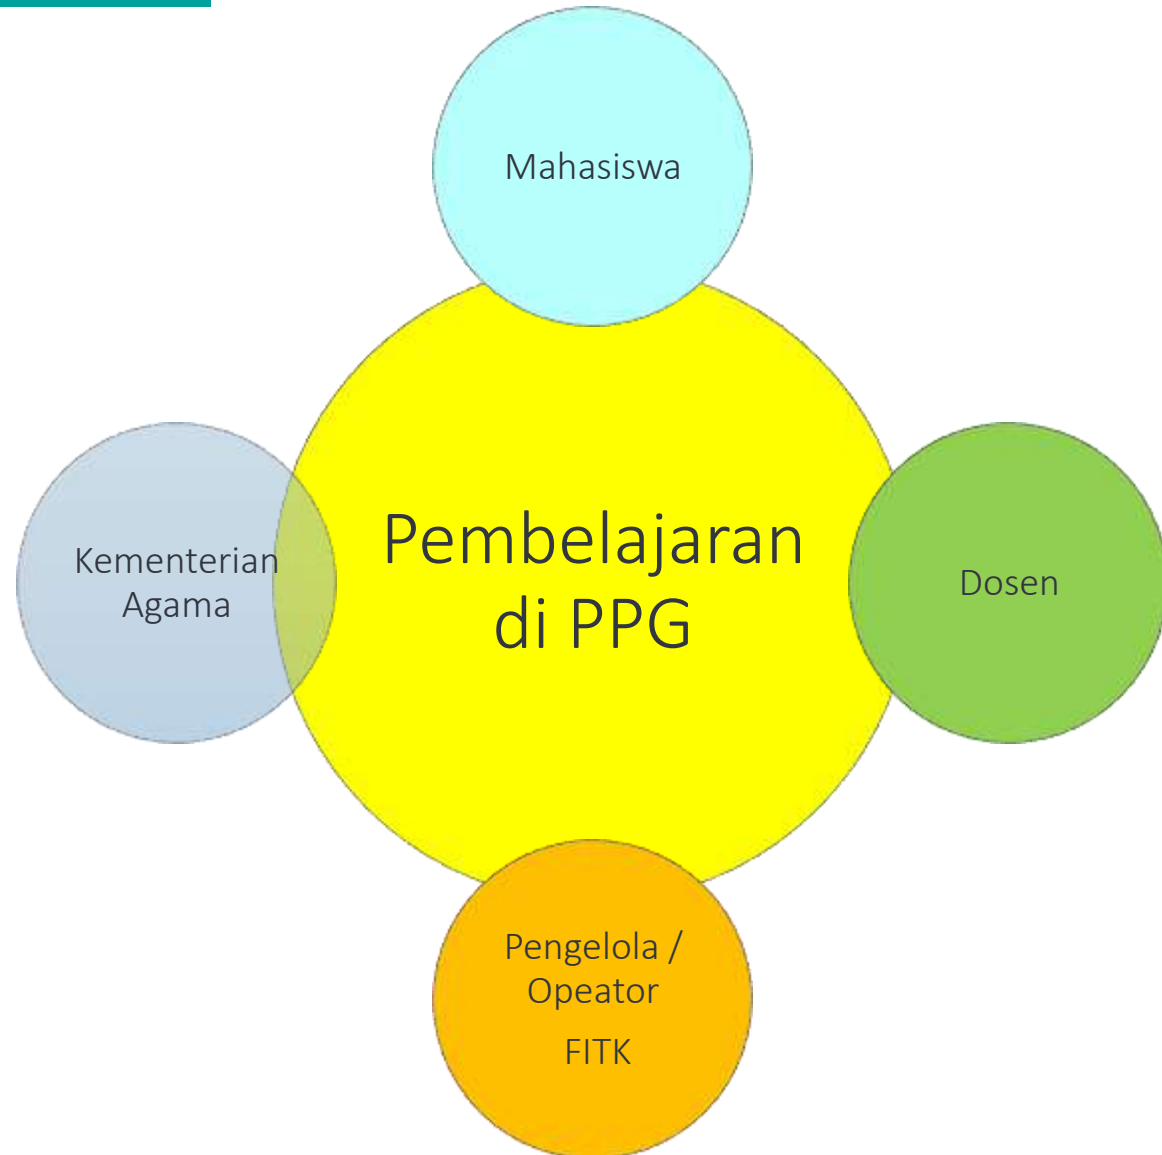 Mahasiswa
Kementerian
Agama
Pembelajaran
di PPG
Dosen
Pengelola /
Opeator
FITK